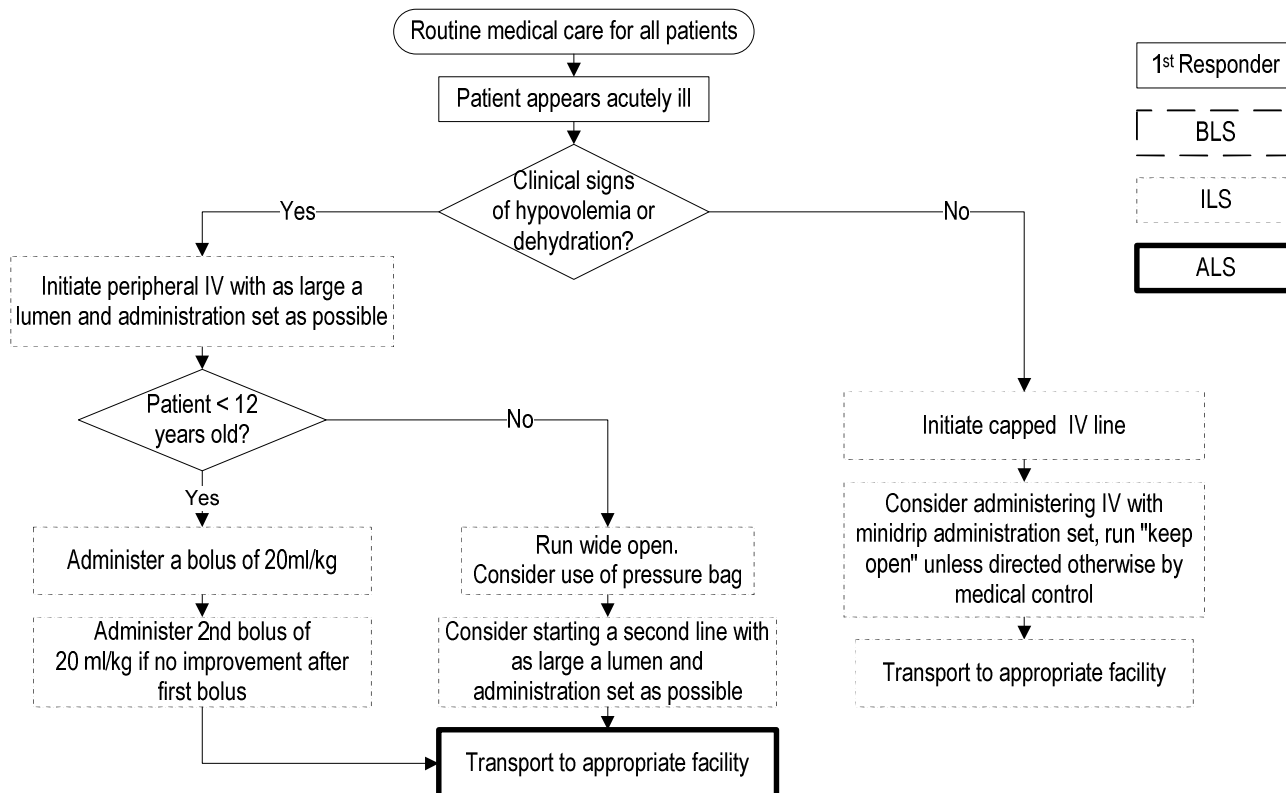 Routine medical care for all patients
Patient appears acutely ill
Clinical signs
of hypovolemia or
dehydration?
Yes
No
Initiate peripheral IV with as large a
lumen and administration set as possible
Patient < 12
years old?
No
Yes
Administer a bolus of 20ml/kg
Administer 2nd bolus of
20 ml/kg if no improvement after
first bolus
Run wide open.
Consider use of pressure bag
Consider starting a second line with
as large a lumen and
administration set as possible
Transport to appropriate facility
Initiate capped IV line
Consider administering IV with
minidrip administration set, run "keep
open" unless directed otherwise by
medical control
Transport to appropriate facility
1st Responder
BLS
ILS
ALS